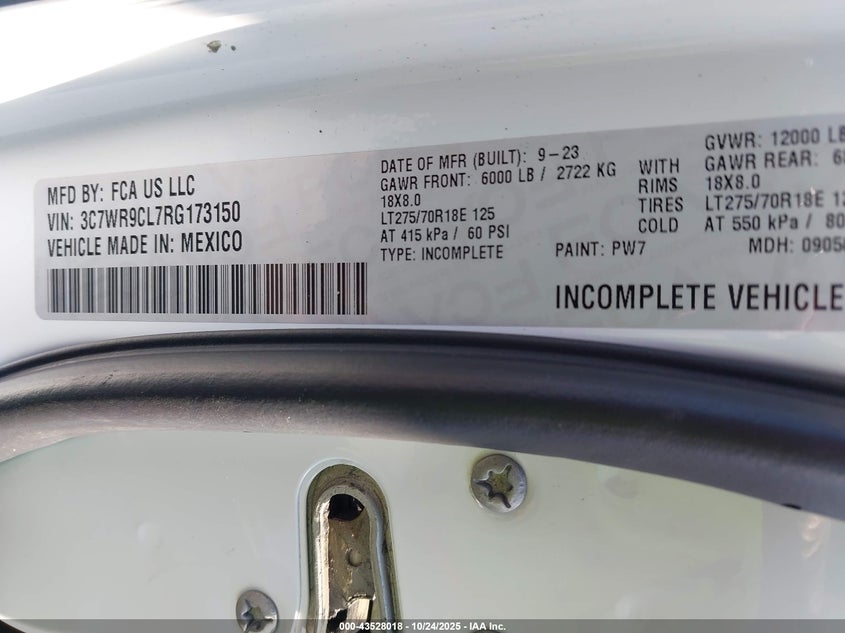 MFD BY: FCA US LLC
VIN: 3C7WR9CL7RG173150
VEHICLE MADE IN: MEXICO
DATE OF MFR (BUILT): 9-23
GAWR FRONT: 6000 LB / 2722 KG
18X8.0
LT275/70R18E 125
AT 415 kPa / 60 PSI
TYPE: INCOMPLETE
WITH
RIMS
TIRES
COLD
GVWR: 12000 LB
GAWR REAR:
18X8.0
LT275/70R18E
AT 550 kPa / 80
PAINT: PW7
MDH:
INCOMPLETE VEHICLE
000-43528018 - 10/24/2025 - IAA Inc.